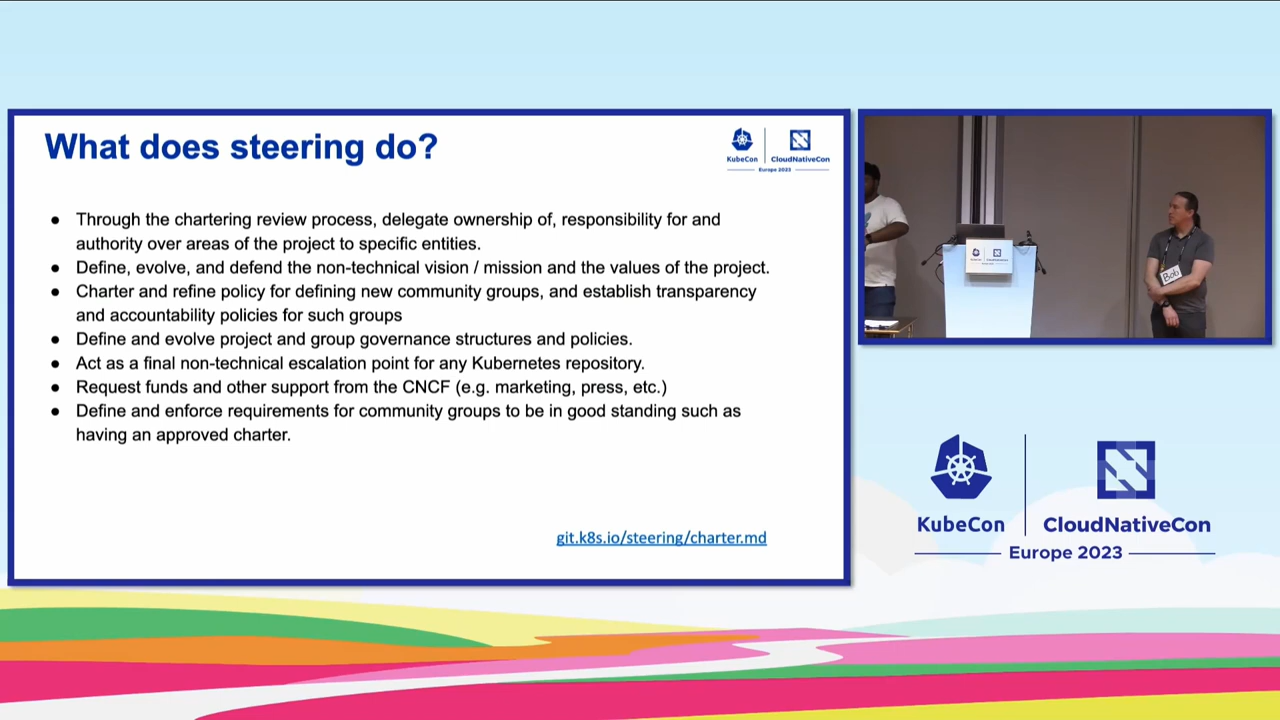 What does steering do?
KubeCon
CloudNativeCon
Europe 2023
● Through the chartering review process, delegate ownership of, responsibility for and
authority over areas of the project to specific entities.
● Define, evolve, and defend the non-technical vision / mission and the values of the project.
● Charter and refine policy for defining new community groups, and establish transparency
and accountability policies for such groups
● Define and evolve project and group governance structures and policies.
● Act as a final non-technical escalation point for any Kubernetes repository.
● Request funds and other support from the CNCF (e.g. marketing, press, etc.)
● Define and enforce requirements for community groups to be in good standing such as
having an approved charter.
git.k8s.io/steering/charter.md
Bob
KubeCon
CloudNativeCon
Europe 2023